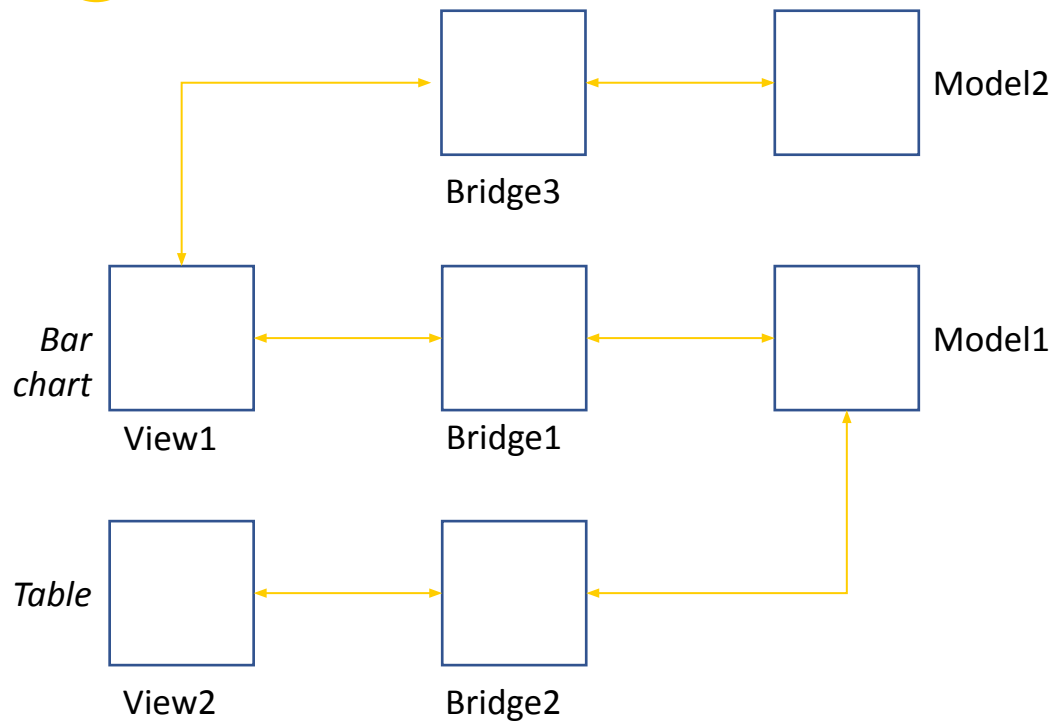 Model2
Bridge3
Bar
chart
Model1
View1
Bridge1
Table
View2
Bridge2